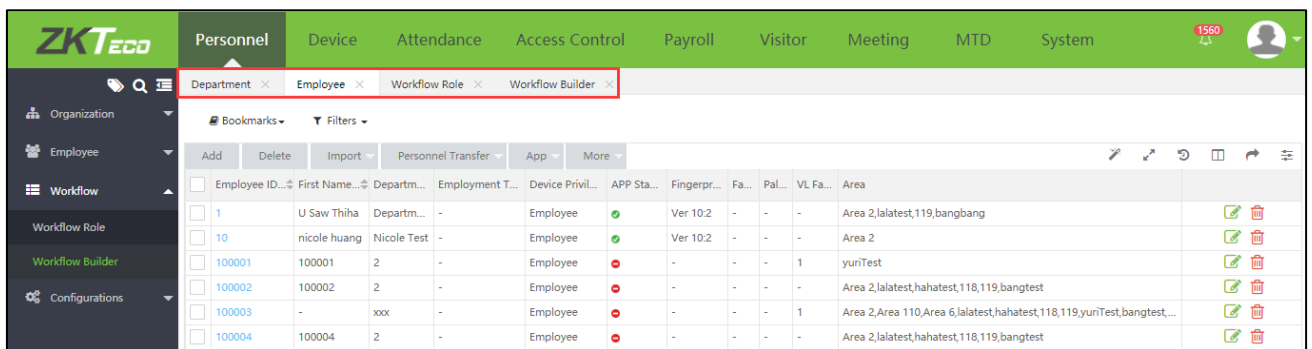 ZKTeco Personnel Device Attendance Access Control Payroll Visitor Meeting MTD System 1560
Department Employee Workflow Role Workflow Builder
Organization
Bookmarks Filters
Employee
Add Delete Import Personnel Transfer App More
Employee ID... First Name... Departm... Employment T... Device Privil... APP Sta... Fingerpr... Fa... Pal... VL Fa... Area
Workflow
1 U Saw Thiha Departm... - Employee Ver 10:2 - - - Area 2,lalatest,119,bangbang
Workflow Role
10 nicole huang Nicole Test - Employee Ver 10:2 - - - Area 2
Workflow Builder
100001 100001 2 - Employee - - - 1 yuriTest
100002 100002 2 - Employee - - - - Area 2,lalatest,hahatest,118,119,bangtest
Configurations
100003 - xxx - Employee - - - 1 Area 2,Area 110,Area 6,lalatest,hahatest,118,119,yuriTest,bangtest,...
100004 100004 2 - Employee - - - - Area 2,lalatest,hahatest,118,119,bangtest